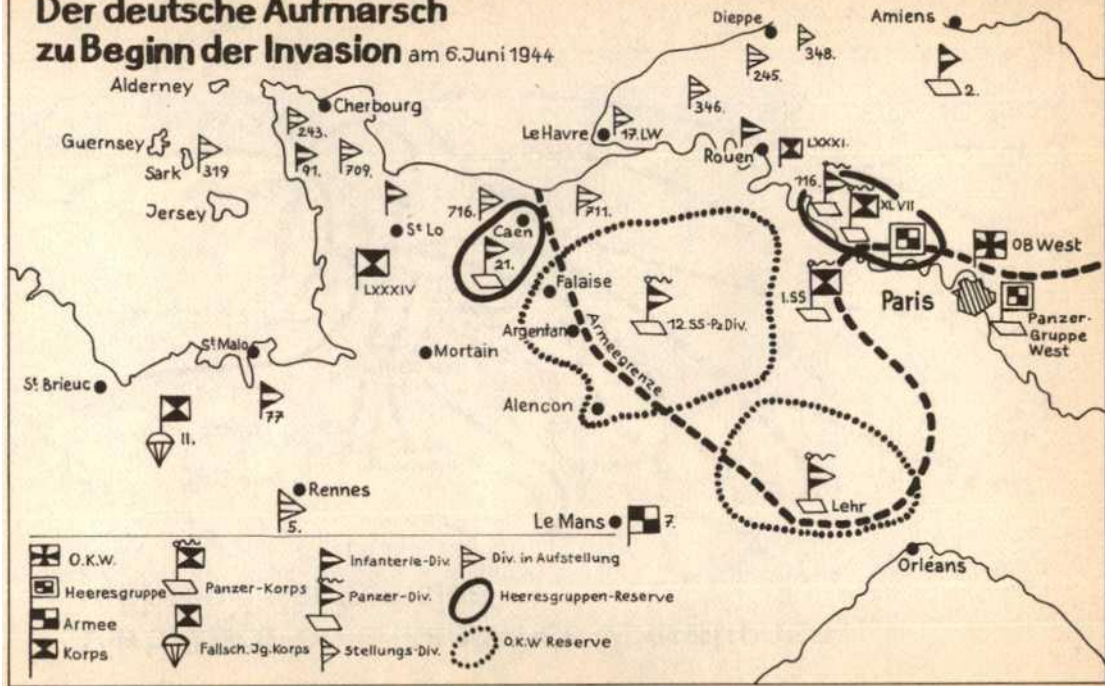 Der deutsche Aufmarsch
zu Beginn der Invasion am 6.Juni 1944
Dieppe
Amiens
348.
245.
2.
Alderney
Cherbourg
346.
243.
Guernsey
Le Havre
17.LW
Rouen
LXXXI.
Sark
319
91.
709.
116.
XLVII
Jersey
716.
711.
St Lo
Caen
OB West
21.
LXXXIV
Falaise
I.SS
Paris
12.SS-Pz.Div.
Panzer-
Gruppe
West
Argentan
Armeegrenze
St. Malo
Mortain
St. Brieuc
Alencon
77
II.
Rennes
Lehr
5.
Le Mans
7.
Orléans
O.K.W.
Heeresgruppe
Armee
Korps
Panzer-Korps
Fallsch.Jg.Korps
Infanterie-Div.
Panzer-Div.
Stellungs-Div.
Div. in Aufstellung
Heeresgruppen-Reserve
O.K.W Reserve